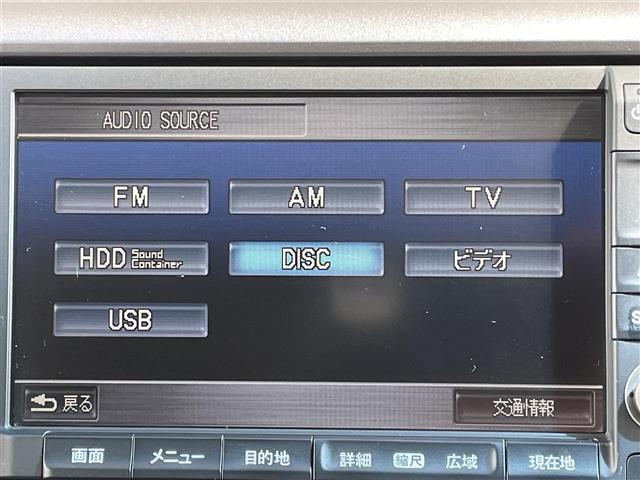 AUDIO SOURCE
FM AM TV
HDD Sound Container DISC ビデオ
USB
戻る 交通情報
画面 メニュー 目的地 詳細 縮尺 広域 現在地